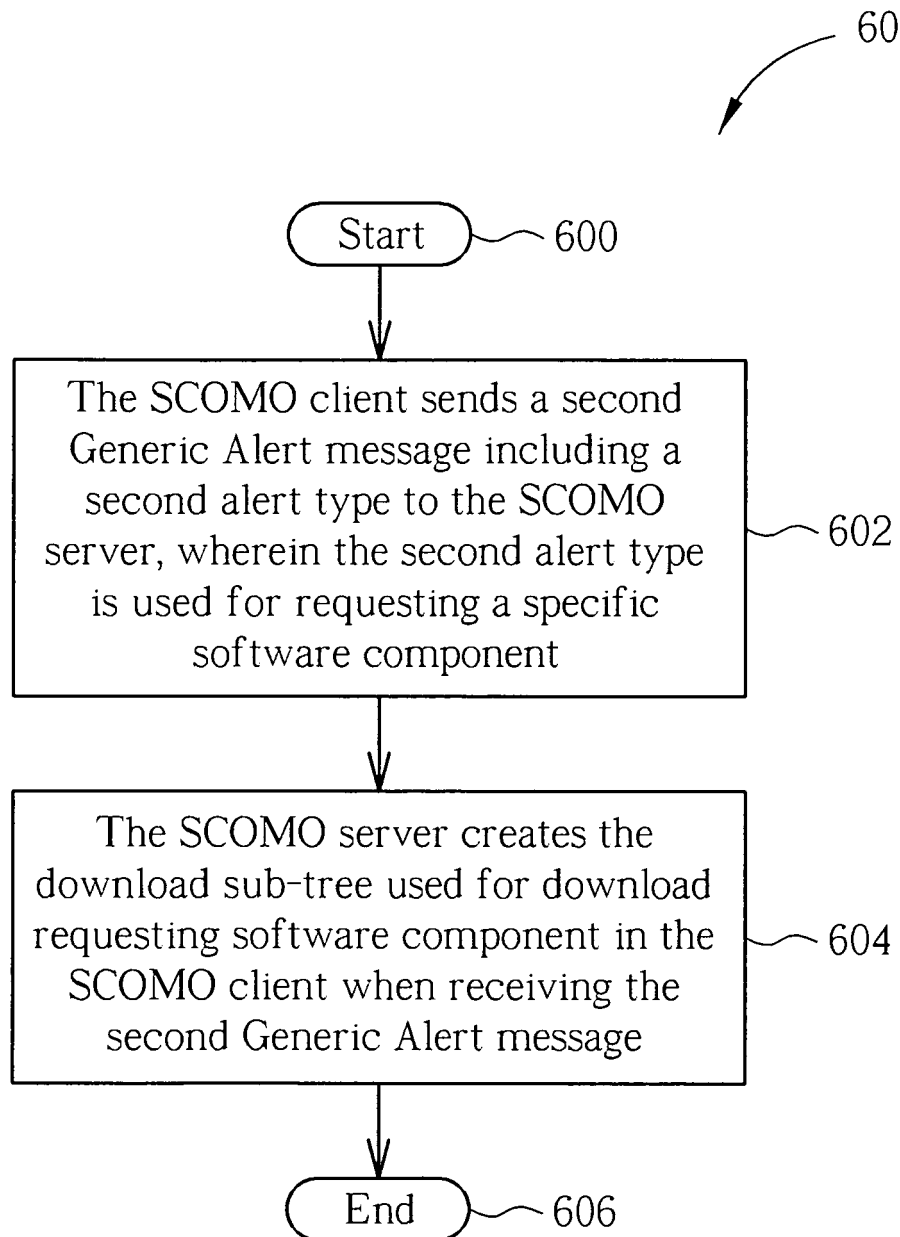 60
Start
600
The SCOMO client sends a second
Generic Alert message including a
second alert type to the SCOMO
server, wherein the second alert type
is used for requesting a specific
software component
602
The SCOMO server creates the
download sub-tree used for download
requesting software component in the
SCOMO client when receiving the
second Generic Alert message
604
End
606